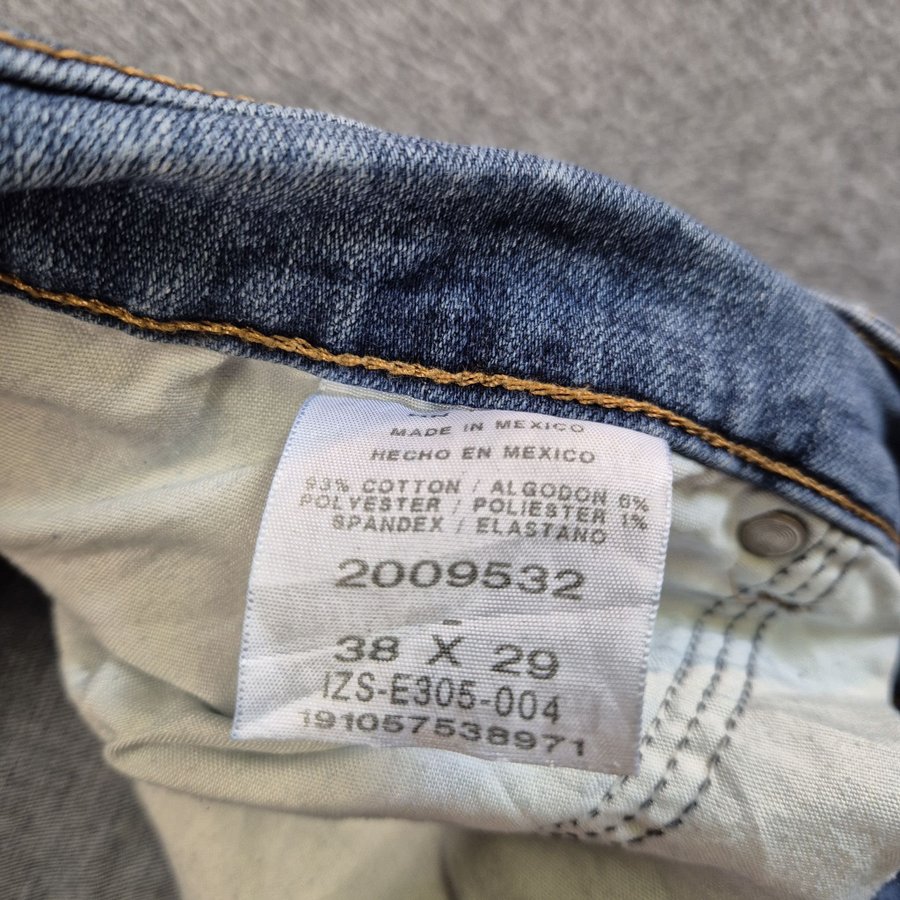 MADE IN MEXICO
HECHO EN MEXICO
93% COTTON / ALGODON 6%
POLYESTER / POLIESTER 1%
SPANDEX / ELASTANO
2009532
-
38 X 29
IZS-E305-004
191057538971